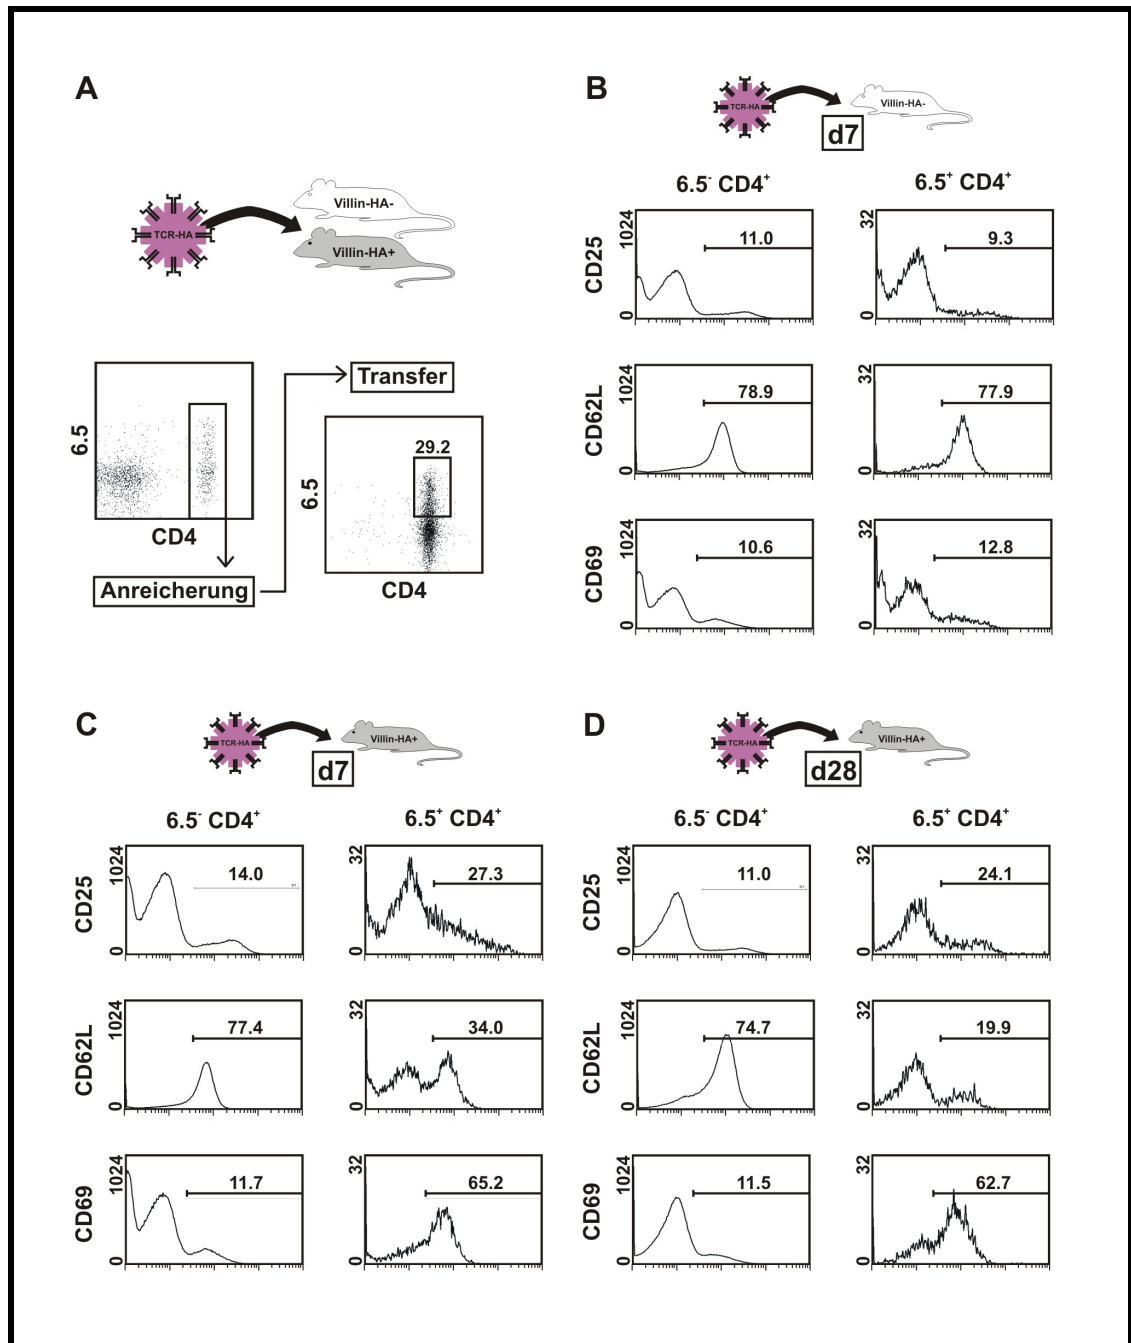 A
TCR-HA
Villin-HA-
Villin-HA+
6.5
CD4
Anreicherung
Transfer
29.2
6.5
CD4
B
TCR-HA
Villin-HA-
d7
6.5- CD4+
6.5+ CD4+
CD25
1024
0
11.0
32
0
9.3
CD62L
1024
0
78.9
32
0
77.9
CD69
1024
0
10.6
32
0
12.8
C
TCR-HA
Villin-HA+
d7
6.5- CD4+
6.5+ CD4+
CD25
1024
0
14.0
32
0
27.3
CD62L
1024
0
77.4
32
0
34.0
CD69
1024
0
11.7
32
0
65.2
D
TCR-HA
Villin-HA+
d28
6.5- CD4+
6.5+ CD4+
CD25
1024
0
11.0
32
0
24.1
CD62L
1024
0
74.7
32
0
19.9
CD69
1024
0
11.5
32
0
62.7